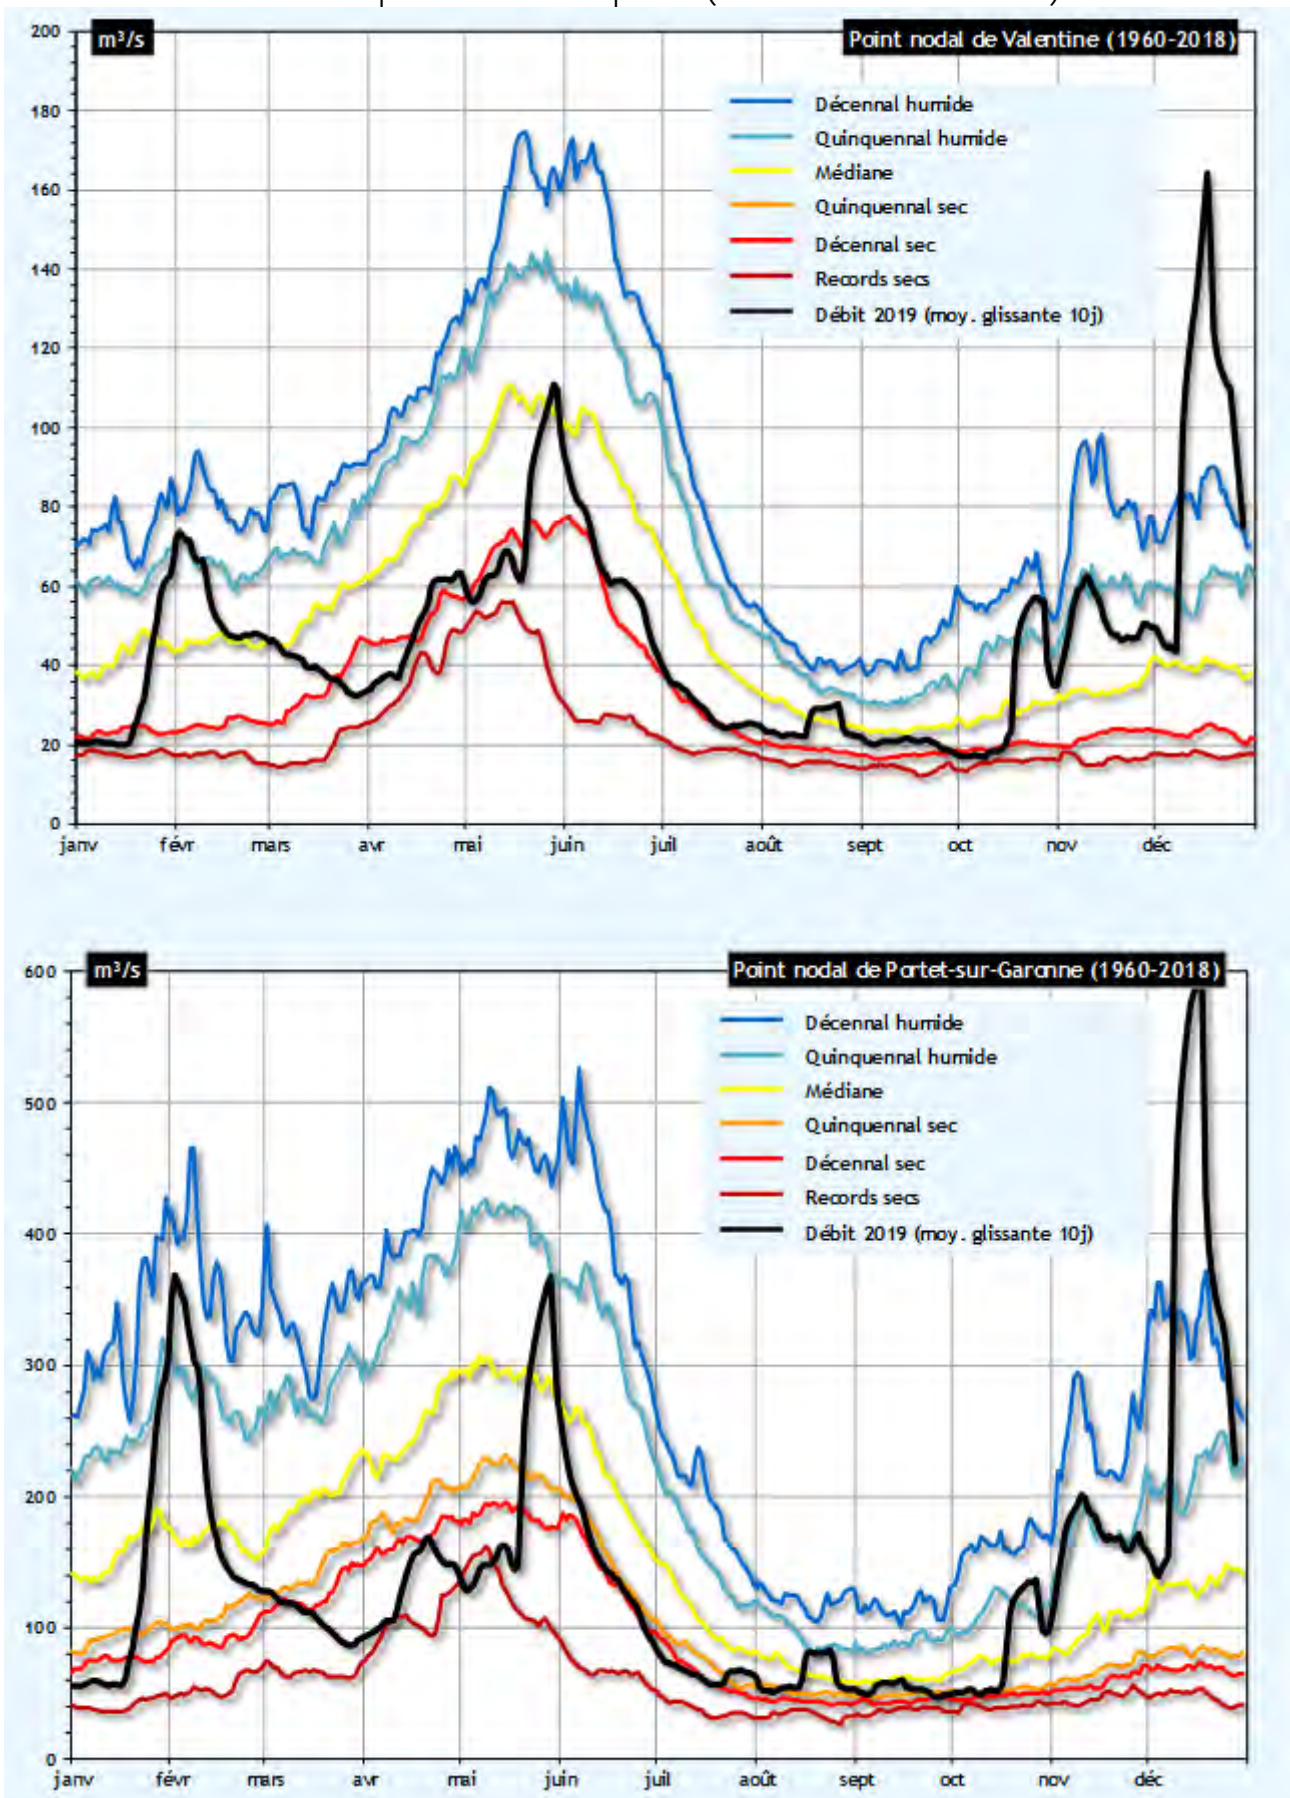 200
m³/s
Point nodal de Valentine (1960-2018)
Décennal humide
Quinquennal humide
Médiane
Quinquennal sec
Décennal sec
Records secs
Débit 2019 (moy. glissante 10j)
180
160
140
120
100
80
60
40
20
0
janv févr mars avr mai juin juil août sept oct nov déc
600
m³/s
Point nodal de Portet-sur-Garonne (1960-2018)
Décennal humide
Quinquennal humide
Médiane
Quinquennal sec
Décennal sec
Records secs
Débit 2019 (moy. glissante 10j)
500
400
300
200
100
0
janv févr mars avr mai juin juil août sept oct nov déc